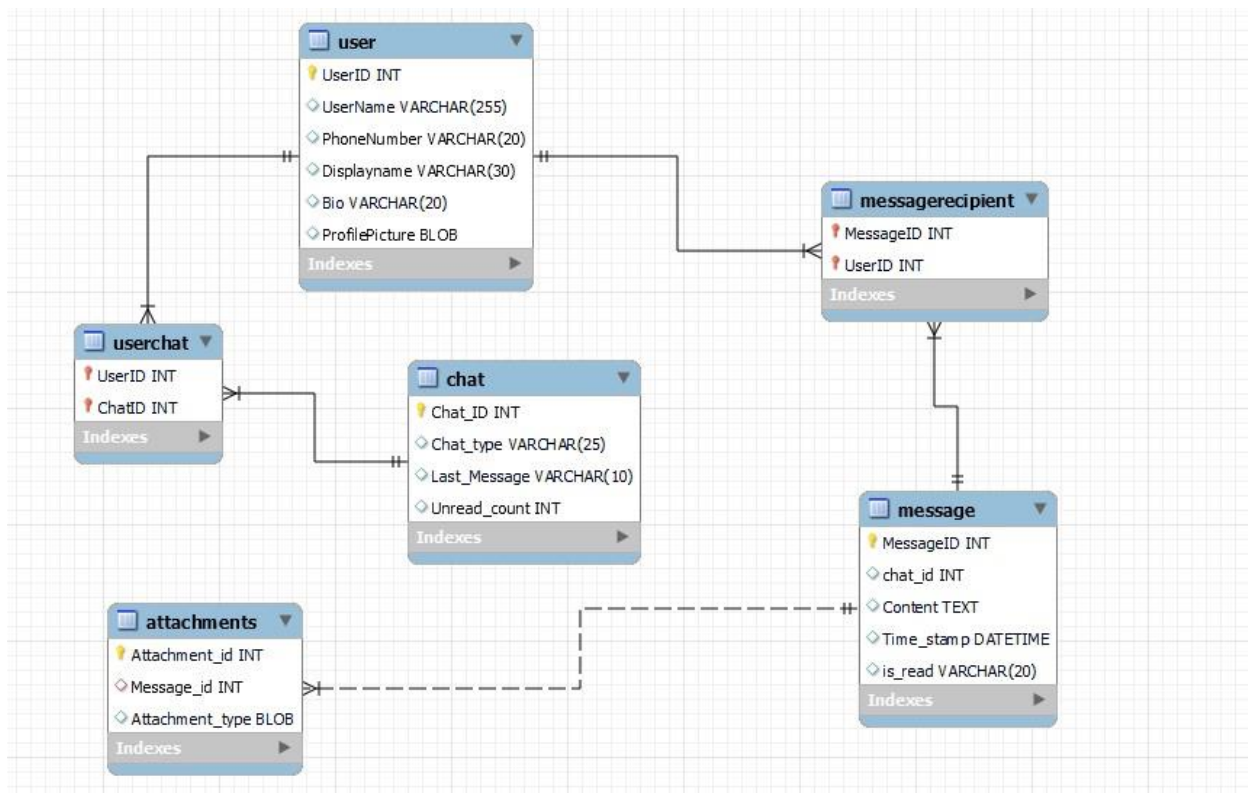 user
UserID INT
UserName VARCHAR(255)
PhoneNumber VARCHAR(20)
Displayname VARCHAR(30)
Bio VARCHAR(20)
ProfilePicture BLOB
Indexes
messagerecipient
MessageID INT
UserID INT
Indexes
userchat
UserID INT
ChatID INT
Indexes
chat
Chat_ID INT
Chat_type VARCHAR(25)
Last_Message VARCHAR(10)
Unread_count INT
Indexes
message
MessageID INT
chat_id INT
Content TEXT
Time_stamp DATETIME
is_read VARCHAR(20)
Indexes
attachments
Attachment_id INT
Message_id INT
Attachment_type BLOB
Indexes